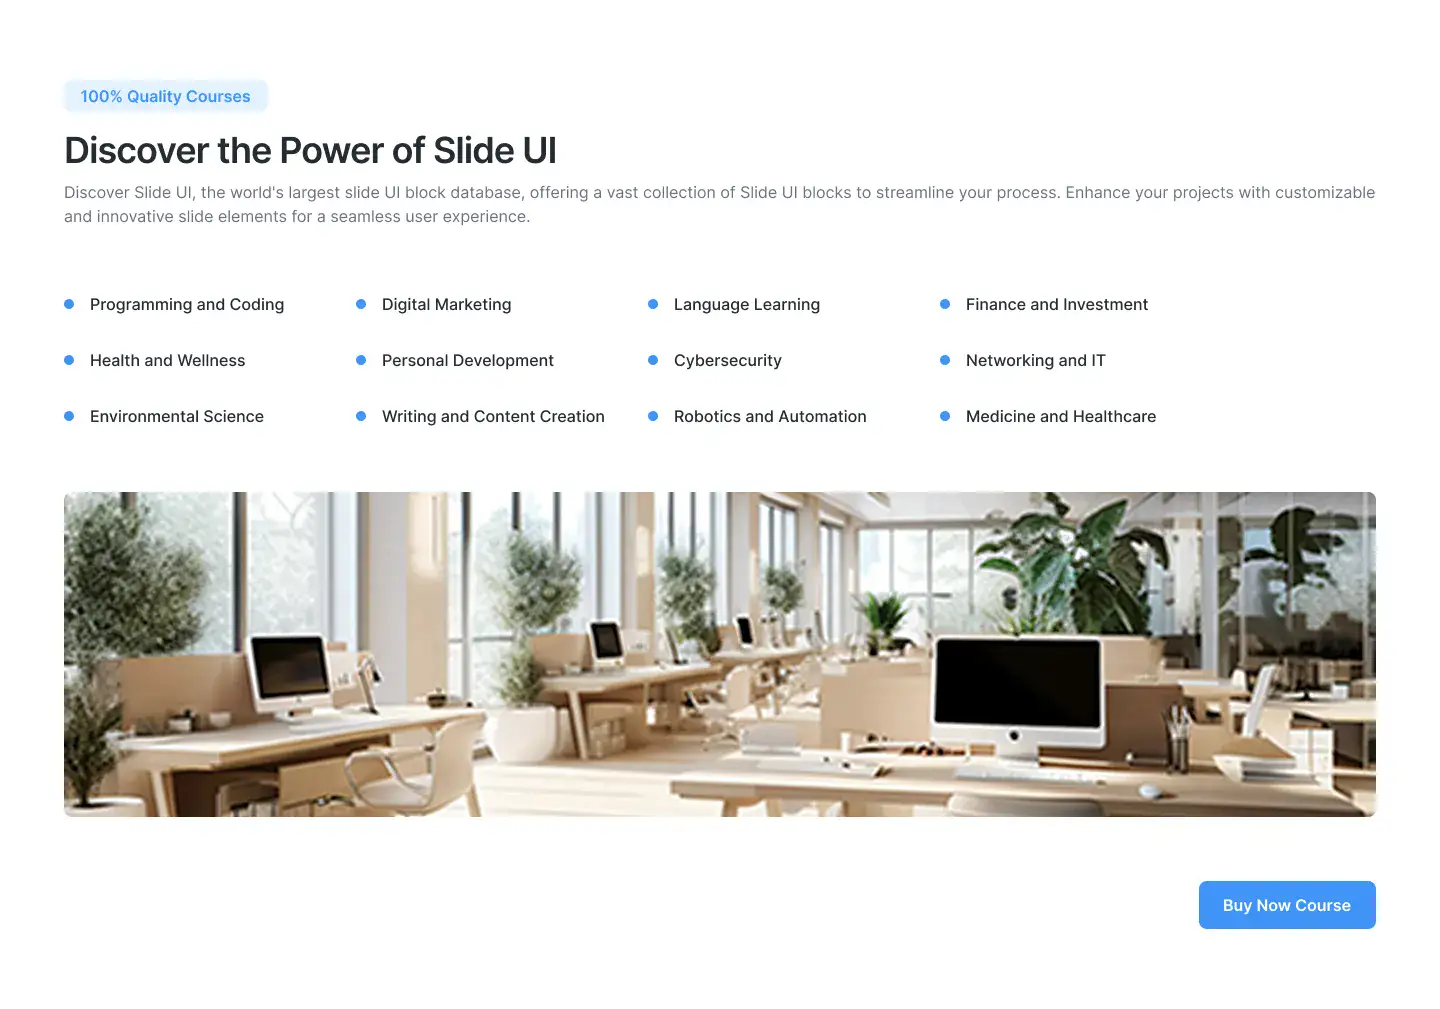 100% Quality Courses
Discover the Power of Slide UI
Discover Slide UI, the world's largest slide UI block database, offering a vast collection of Slide UI blocks to streamline your process. Enhance your projects with customizable
and innovative slide elements for a seamless user experience.
Programming and Coding
Digital Marketing
Language Learning
Finance and Investment
Health and Wellness
Personal Development
Cybersecurity
Networking and IT
Environmental Science
Writing and Content Creation
Robotics and Automation
Medicine and Healthcare
Buy Now Course